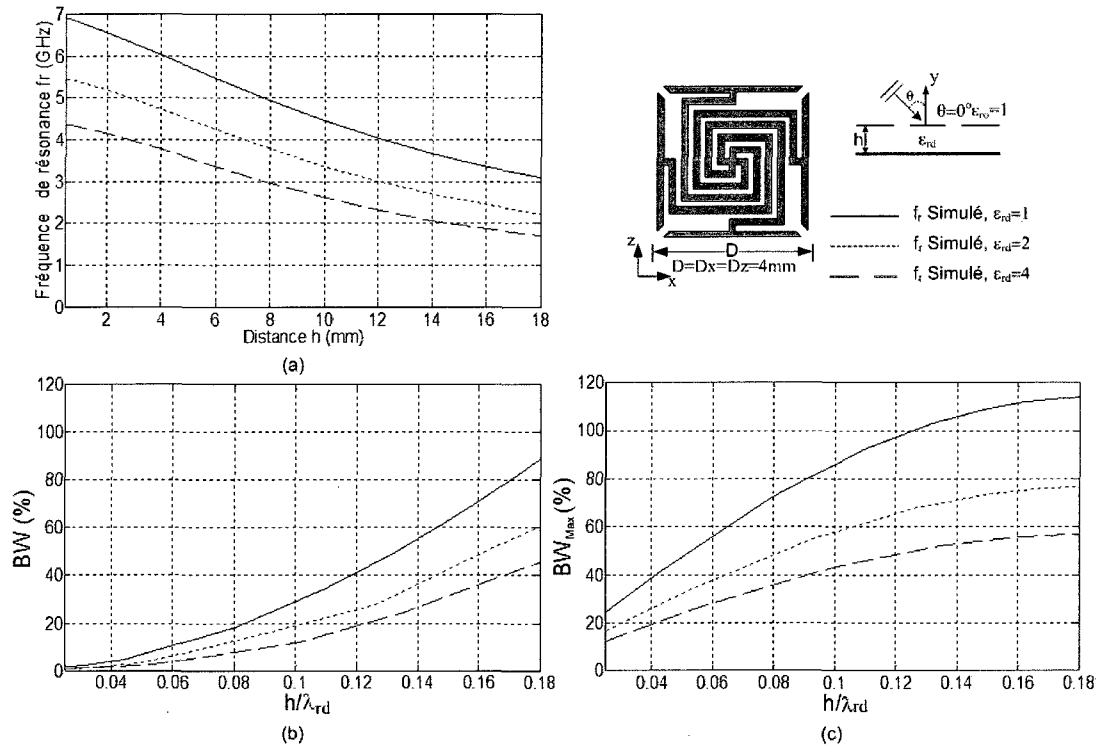 Fréquence de résonance fr (GHz)
7
6
5
4
3
2
1
0
2 4 6 8 10 12 14 16 18
Distance h (mm)
(a)
D
D=Dx=Dz=4mm
z
x
y
θ
θ=0° εro=1
h
εrd
fr Simulé, εrd=1
fr Simulé, εrd=2
fr Simulé, εrd=4
BW (%)
120
100
80
60
40
20
0
0.04 0.06 0.08 0.1 0.12 0.14 0.16 0.18
h/λrd
(b)
BWMax (%)
120
100
80
60
40
20
0
0.04 0.06 0.08 0.1 0.12 0.14 0.16 0.18
h/λrd
(c)